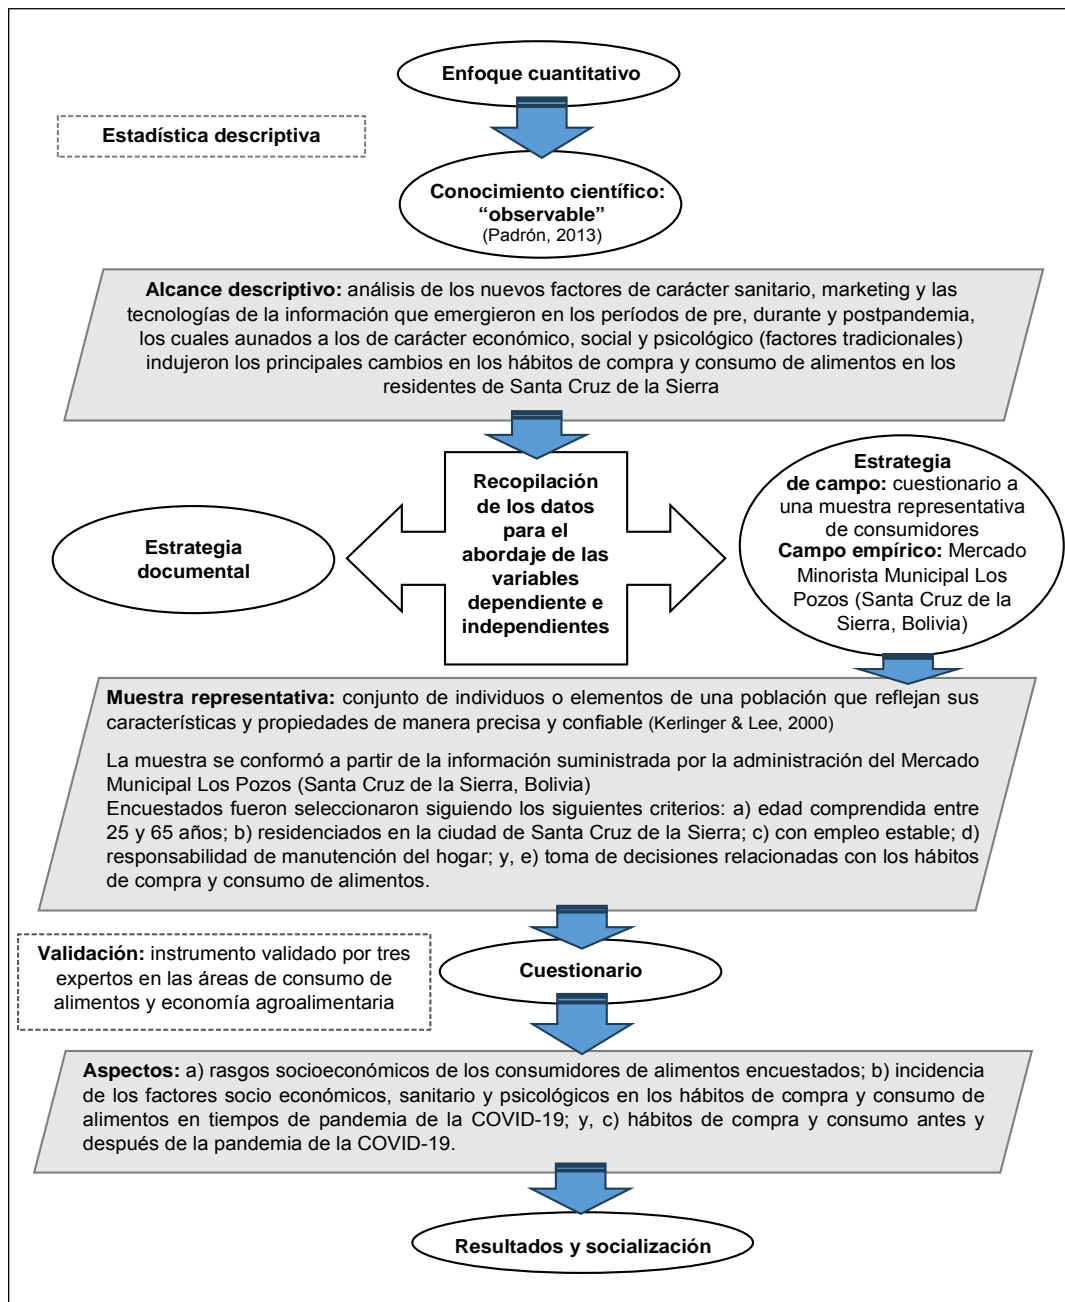 Enfoque cuantitativo
Estadística descriptiva
Conocimiento científico:
“observable”
(Padrón, 2013)
Alcance descriptivo: análisis de los nuevos factores de carácter sanitario, marketing y las
tecnologías de la información que emergieron en los períodos de pre, durante y postpandemia,
los cuales aunados a los de carácter económico, social y psicológico (factores tradicionales)
indujeron los principales cambios en los hábitos de compra y consumo de alimentos en los
residentes de Santa Cruz de la Sierra
Recopilación
de los datos
para el
abordaje de las
variables
dependiente e
independientes
Estrategia
documental
Estrategia
de campo: cuestionario a
una muestra representativa
de consumidores
Campo empírico: Mercado
Minorista Municipal Los
Pozos (Santa Cruz de la
Sierra, Bolivia)
Muestra representativa: conjunto de individuos o elementos de una población que reflejan sus
características y propiedades de manera precisa y confiable (Kerlinger & Lee, 2000)
La muestra se conformó a partir de la información suministrada por la administración del Mercado
Municipal Los Pozos (Santa Cruz de la Sierra, Bolivia)
Encuestados fueron seleccionaron siguiendo los siguientes criterios: a) edad comprendida entre
25 y 65 años; b) residenciados en la ciudad de Santa Cruz de la Sierra; c) con empleo estable; d)
responsabilidad de manutención del hogar; y, e) toma de decisiones relacionadas con los hábitos
de compra y consumo de alimentos.
Validación: instrumento validado por tres
expertos en las áreas de consumo de
alimentos y economía agroalimentaria
Cuestionario
Aspectos: a) rasgos socioeconómicos de los consumidores de alimentos encuestados; b) incidencia
de los factores socio económicos, sanitario y psicológicos en los hábitos de compra y consumo de
alimentos en tiempos de pandemia de la COVID-19; y, c) hábitos de compra y consumo antes y
después de la pandemia de la COVID-19.
Resultados y socialización